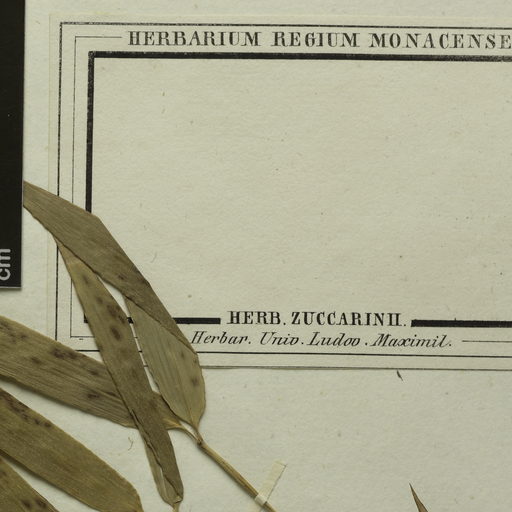 HERBARIUM REGIUM MONACENSE
HERB. ZUCCARINII.
Herbar. Univ. Ludov. Maximil.
cm